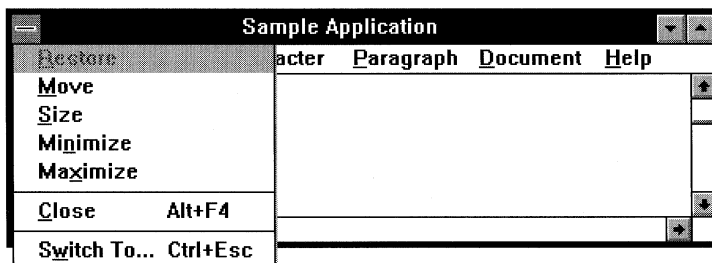 Sample Application
Restore acter Paragraph Document Help
Move
Size
Minimize
Maximize
Close Alt+F4
Switch To... Ctrl+Esc